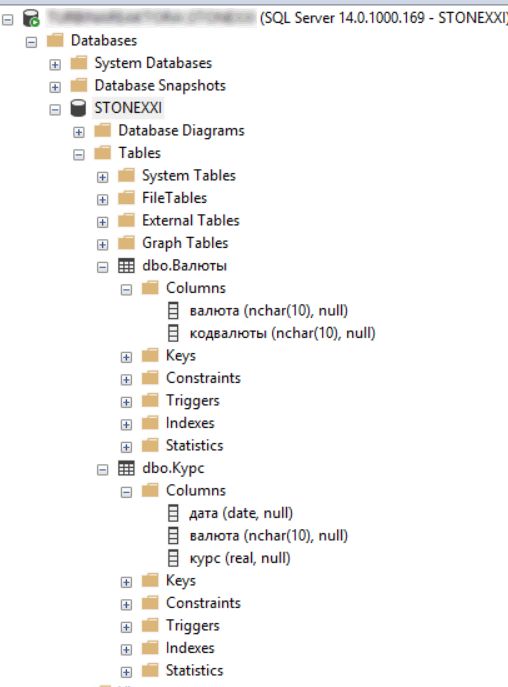 (SQL Server 14.0.1000.169 - STONEXXI)
Databases
System Databases
Database Snapshots
STONEXXI
Database Diagrams
Tables
System Tables
FileTables
External Tables
Graph Tables
dbo.Валюты
Columns
валюта (nchar(10), null)
кодвалюты (nchar(10), null)
Keys
Constraints
Triggers
Indexes
Statistics
dbo.Курс
Columns
дата (date, null)
валюта (nchar(10), null)
курс (real, null)
Keys
Constraints
Triggers
Indexes
Statistics